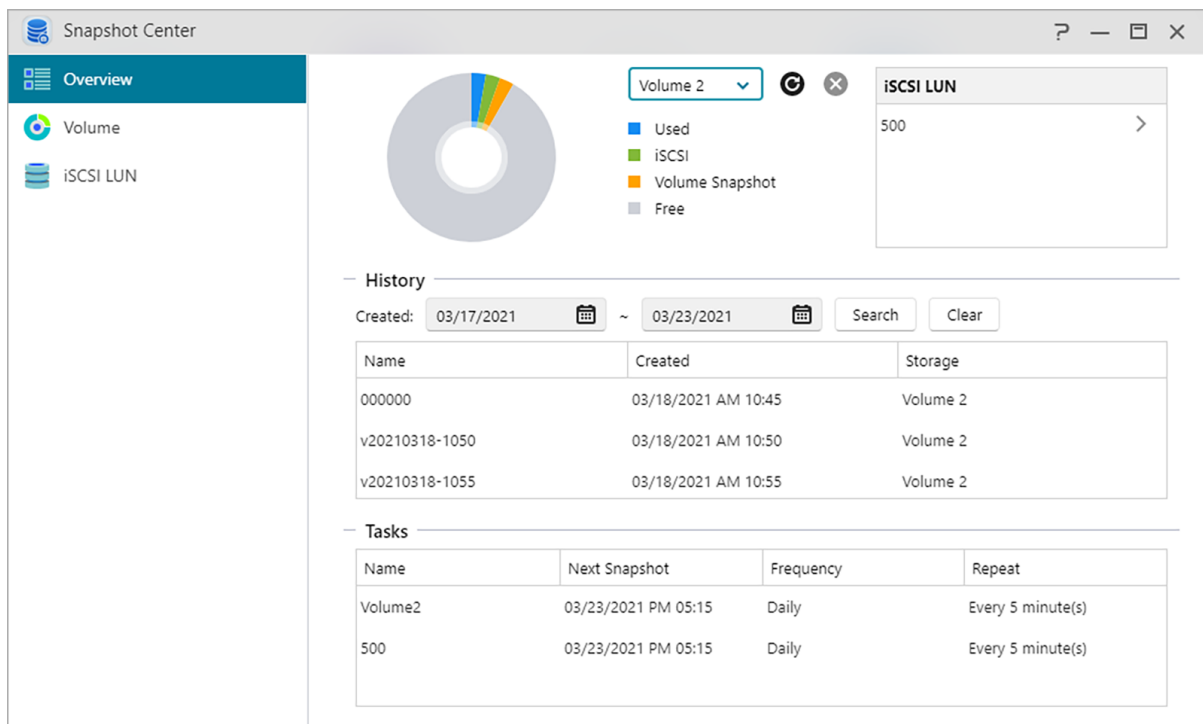 Snapshot Center
Overview
Volume
iSCSI LUN
Volume 2
Used
iSCSI
Volume Snapshot
Free
iSCSI LUN
500
History
Created: 03/17/2021 ~ 03/23/2021 Search Clear
Name Created Storage
000000 03/18/2021 AM 10:45 Volume 2
v20210318-1050 03/18/2021 AM 10:50 Volume 2
v20210318-1055 03/18/2021 AM 10:55 Volume 2
Tasks
Name Next Snapshot Frequency Repeat
Volume2 03/23/2021 PM 05:15 Daily Every 5 minute(s)
500 03/23/2021 PM 05:15 Daily Every 5 minute(s)